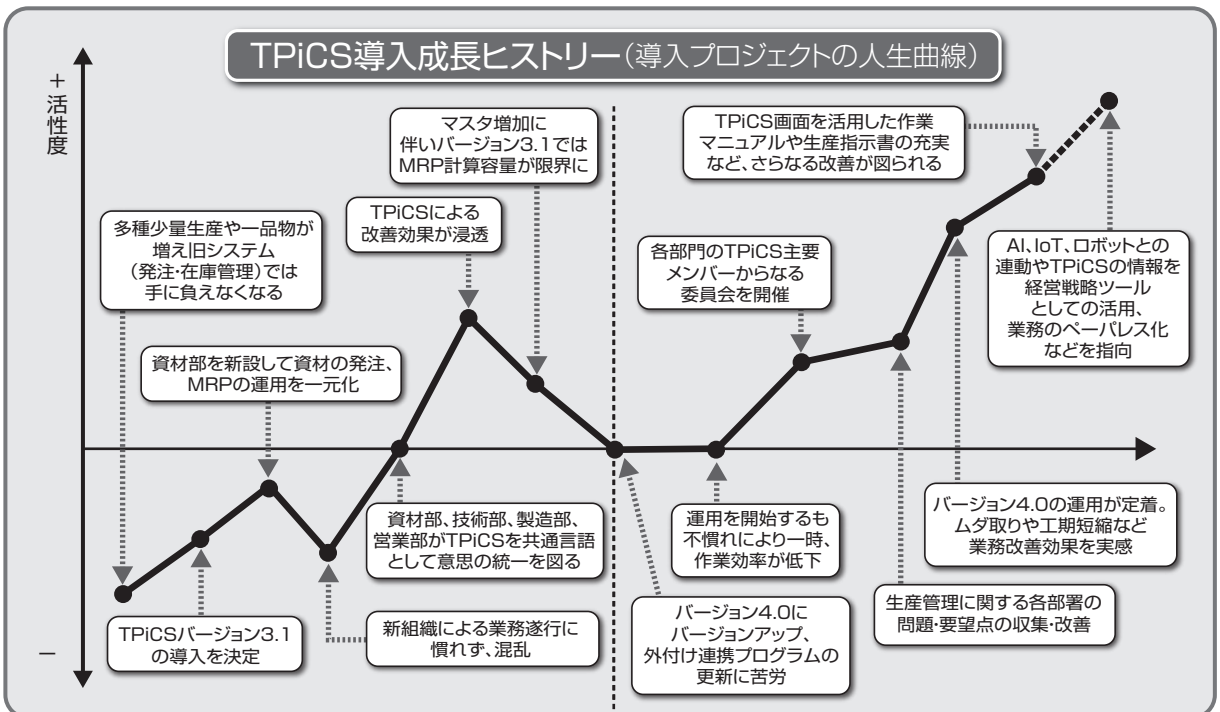 TPiCS導入成長ヒストリー(導入プロジェクトの人生曲線)
+
活性度
−
多種少量生産や一品物が
増え旧システム
(発注・在庫管理)では
手に負えなくなる
TPiCSバージョン3.1
の導入を決定
資材部を新設して資材の発注、
MRPの運用を一元化
新組織による業務遂行に
慣れず、混乱
資材部、技術部、製造部、
営業部がTPiCSを共通言語
として意思の統一を図る
TPiCSによる
改善効果が浸透
マスタ増加に
伴いバージョン3.1では
MRP計算容量が限界に
バージョン4.0に
バージョンアップ、
外付け連携プログラムの
更新に苦労
運用を開始するも
不慣れにより一時、
作業効率が低下
各部門のTPiCS主要
メンバーからなる
委員会を開催
生産管理に関する各部署の
問題・要望点の収集・改善
バージョン4.0の運用が定着。
ムダ取りや工期短縮など
業務改善効果を実感
TPiCS画面を活用した作業
マニュアルや生産指示書の充実
など、さらなる改善が図られる
AI、IoT、ロボットとの
連動やTPiCSの情報を
経営戦略ツール
としての活用、
業務のペーパレス化
などを指向